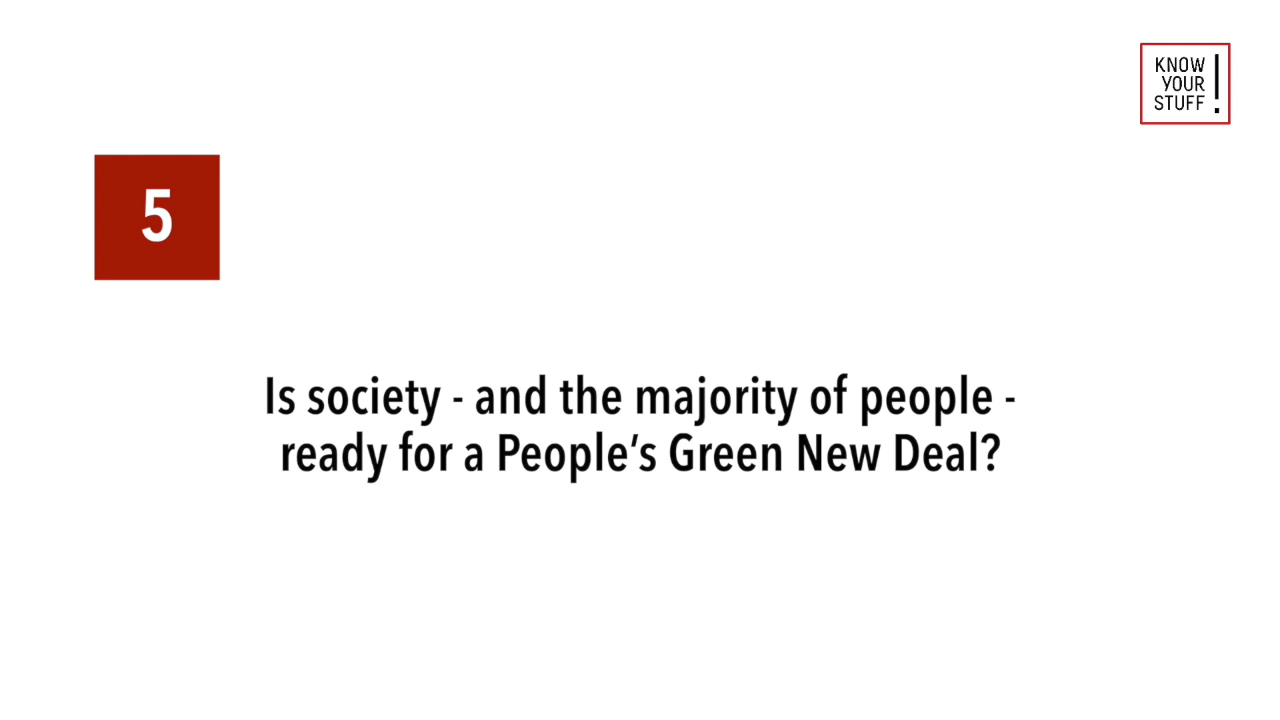 KNOW
YOUR
STUFF !
5
Is society - and the majority of people -
ready for a People‘s Green New Deal?